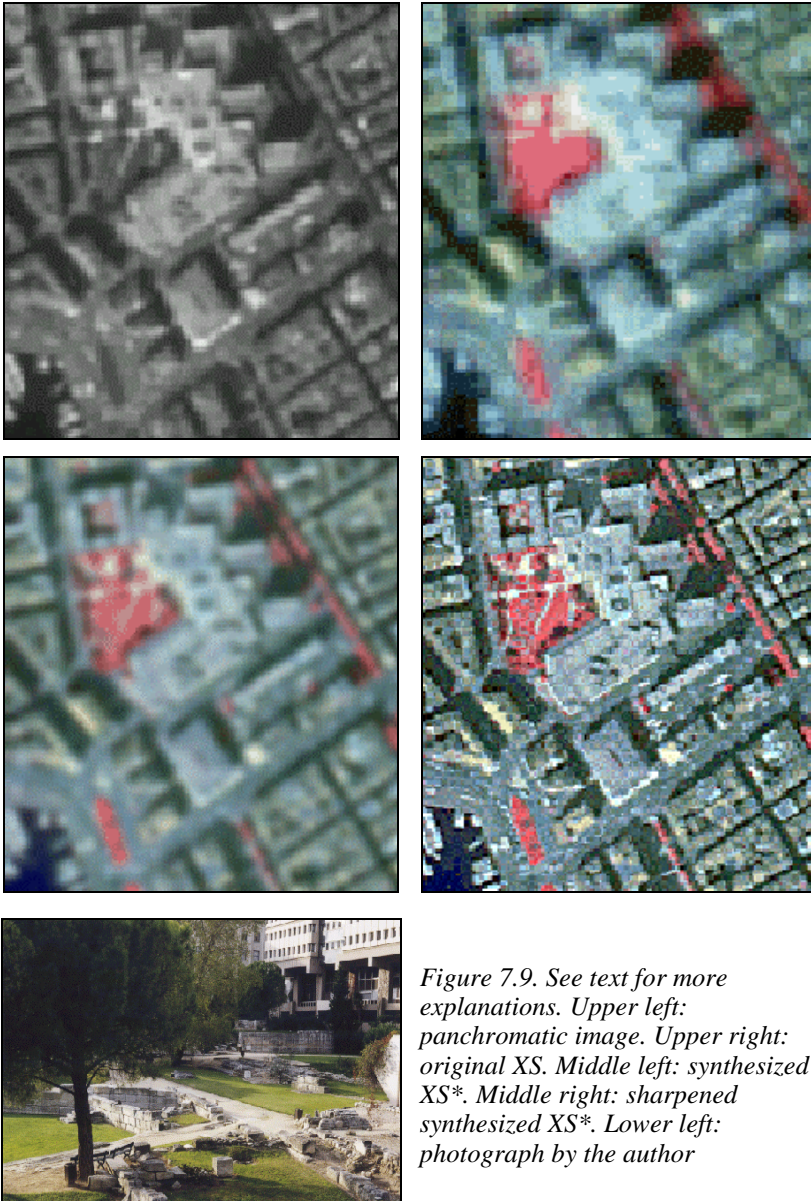 Figure 7.9. See text for more
explanations. Upper left:
panchromatic image. Upper right:
original XS. Middle left: synthesized
XS*. Middle right: sharpened
synthesized XS*. Lower left:
photograph by the author